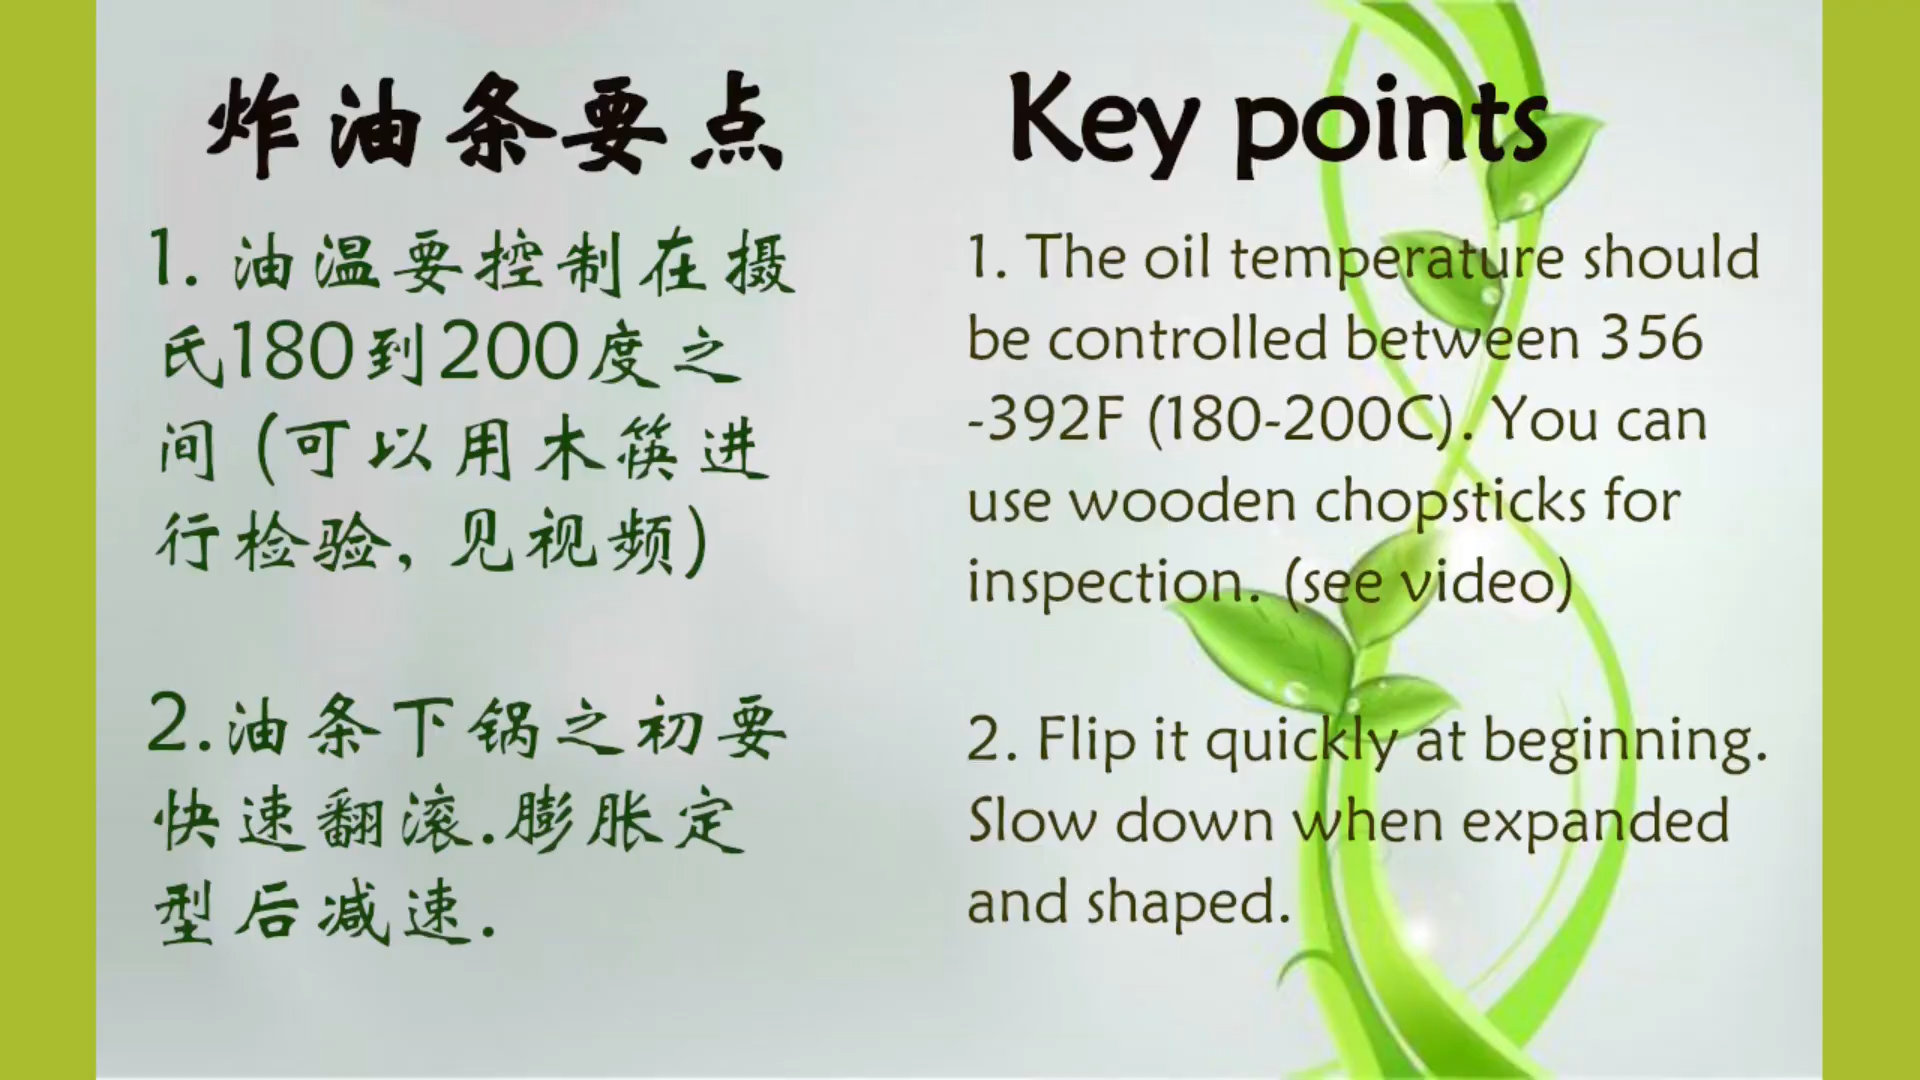 炸油条要点
1. 油温要控制在摄
氏180到200度之
间 (可以用木筷进
行检验, 见视频)
2.油条下锅之初要
快速翻滚.膨胀定
型后减速.
Key points
1. The oil temperature should
be controlled between 356
-392F (180-200C). You can
use wooden chopsticks for
inspection. (see video)
2. Flip it quickly at beginning.
Slow down when expanded
and shaped.